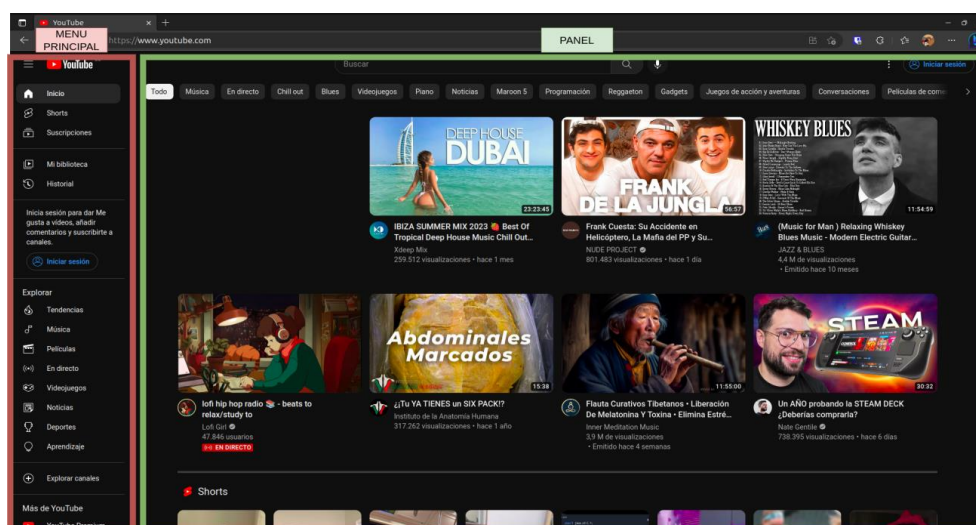 YouTube
MENU
PRINCIPAL
https://www.youtube.com
PANEL
YouTube
Buscar
Iniciar sesión
Inicio
Shorts
Suscripciones
Mi biblioteca
Historial
Inicia sesión para dar Me
gusta a vídeos, añadir
comentarios y suscribirte a
canales.
Iniciar sesión
Explorar
Tendencias
Música
Películas
En directo
Videojuegos
Noticias
Deportes
Aprendizaje
Explorar canales
Más de YouTube
YouTube Premium
Todo
Música
En directo
Chill out
Blues
Videojuegos
Piano
Noticias
Maroon 5
Programación
Reggaeton
Gadgets
Juegos de acción y aventuras
Conversaciones
Películas de come
DEEP HOUSE
DUBAI
23:23:45
IBIZA SUMMER MIX 2023 🍓 Best Of
Tropical Deep House Music Chill Out...
Xdeep Mix
259.512 visualizaciones • hace 1 mes
FRANK
DE LA JUNGLA
56:57
Frank Cuesta: Su Accidente en
Helicóptero, La Mafia del PP y Su...
NUDE PROJECT
801.483 visualizaciones • hace 1 día
WHISKEY BLUES
11:54:59
(Music for Man ) Relaxing Whiskey
Blues Music - Modern Electric Guitar...
JAZZ & BLUES
4,4 M de visualizaciones
• Emitido hace 10 meses
lofi hip hop radio 📚 - beats to
relax/study to
Lofi Girl
47.846 usuarios
EN DIRECTO
Abdominales
Marcados
15:38
¡¡Tu YA TIENES un SIX PACK!?
Instituto de la Anatomía Humana
317.262 visualizaciones • hace 1 año
11:55:00
Flauta Curativos Tibetanos • Liberación
De Melatonina Y Toxina • Elimina Estré...
Inner Meditation Music
3,9 M de visualizaciones
• Emitido hace 4 semanas
STEAM
30:32
Un AÑO probando la STEAM DECK
¿Deberías comprarla?
Nate Gentile
738.395 visualizaciones • hace 6 días
Shorts